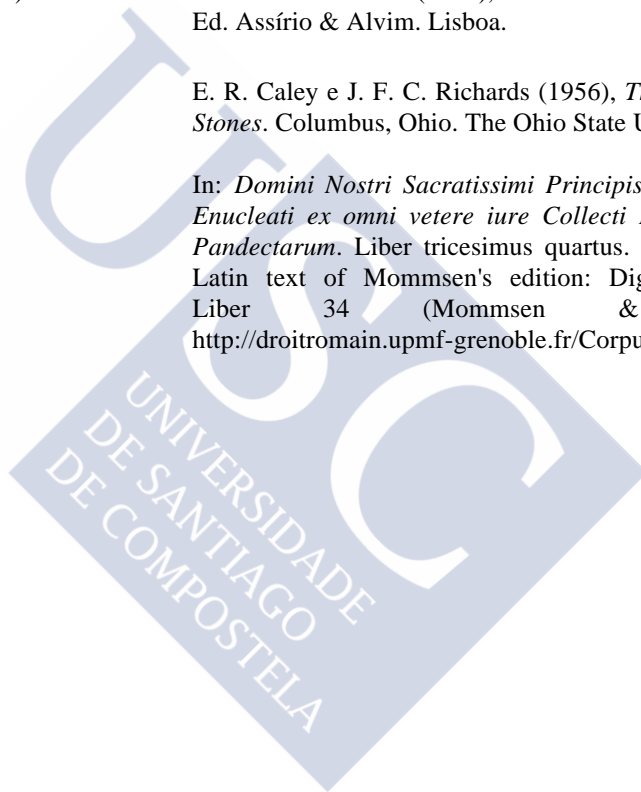 Ed. Assírio & Alvim. Lisboa.
E. R. Caley e J. F. C. Richards (1956),
Stones. Columbus, Ohio. The Ohio State
In: Domini Nostri Sacratissimi Principis
Enucleati ex omni vetere iure Collecti
Pandectarum. Liber tricesimus quartus.
Latin text of Mommsen's edition:
Liber 34 (Mommsen &
http://droitromain.upmf-grenoble.fr/Corpu
USC
UNIVERSIDADE
DE SANTIAGO
DE COMPOSTELA